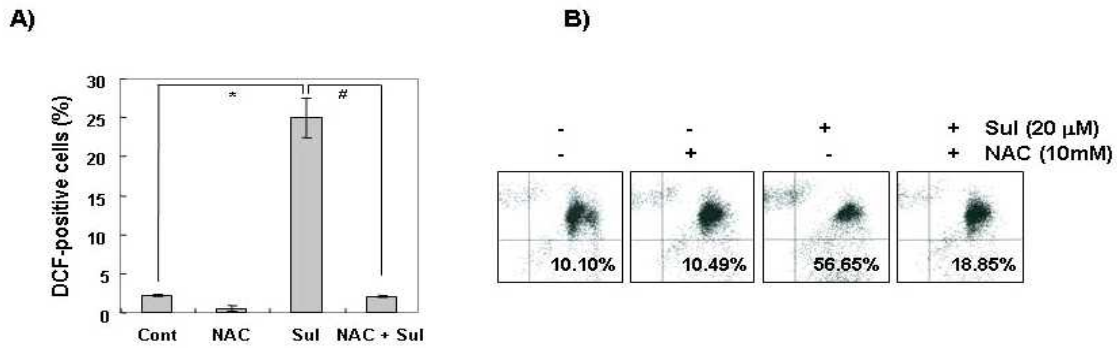 A)
B)
DCF-positive cells (%)
30
25
20
15
10
5
0
*
#
Cont NAC Sul NAC + Sul
- - + + Sul (20 μM)
- + - + NAC (10mM)
10.10% 10.49% 56.65% 18.85%